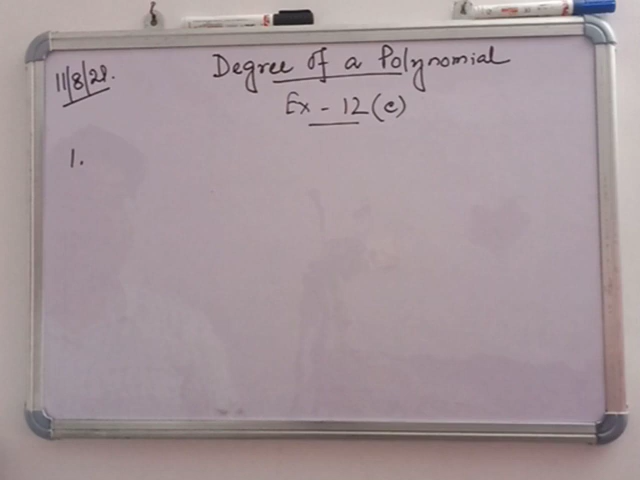 11/8/21.
Degree of a Polynomial
Ex - 12 (c)
1.